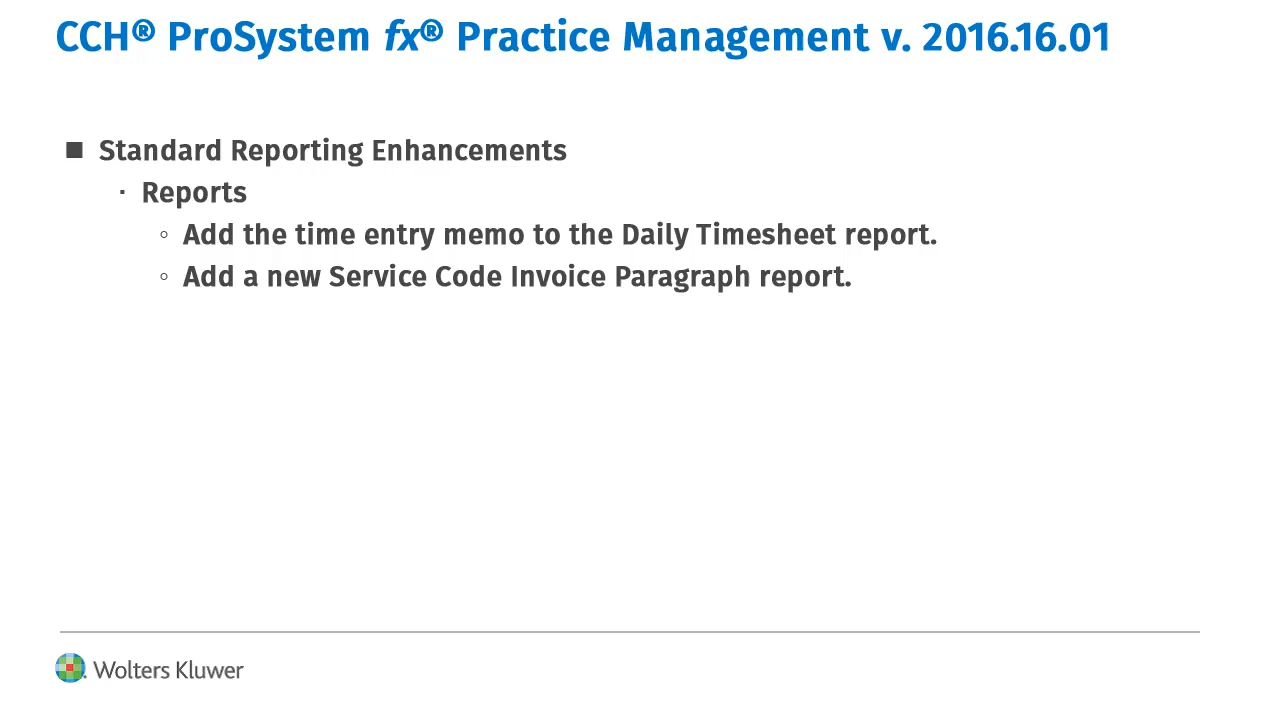 CCH® ProSystem fx® Practice Management v. 2016.16.01
■ Standard Reporting Enhancements
▪ Reports
◦ Add the time entry memo to the Daily Timesheet report.
◦ Add a new Service Code Invoice Paragraph report.
Wolters Kluwer